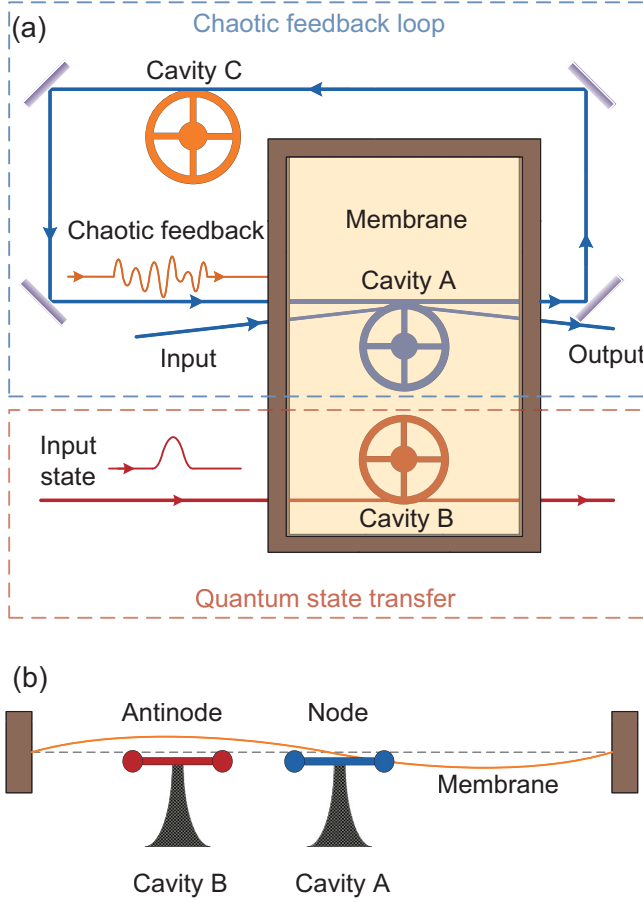 (a)
Chaotic feedback loop
Cavity C
Membrane
Chaotic feedback
Cavity A
Input
Output
Input
state
Cavity B
Quantum state transfer
(b)
Antinode
Node
Membrane
Cavity B
Cavity A